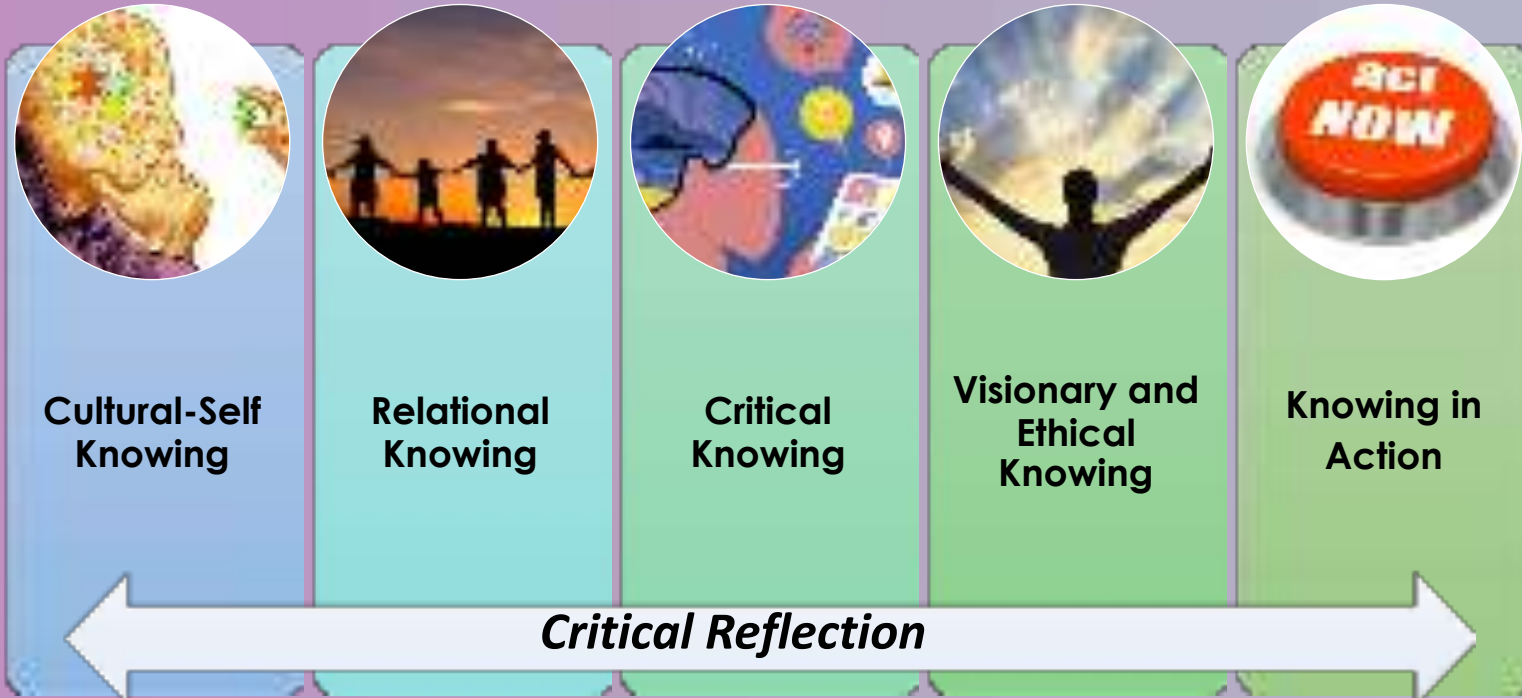 act
NOW
Cultural-Self
Knowing
Relational
Knowing
Critical
Knowing
Visionary and
Ethical
Knowing
Knowing in
Action
Critical Reflection